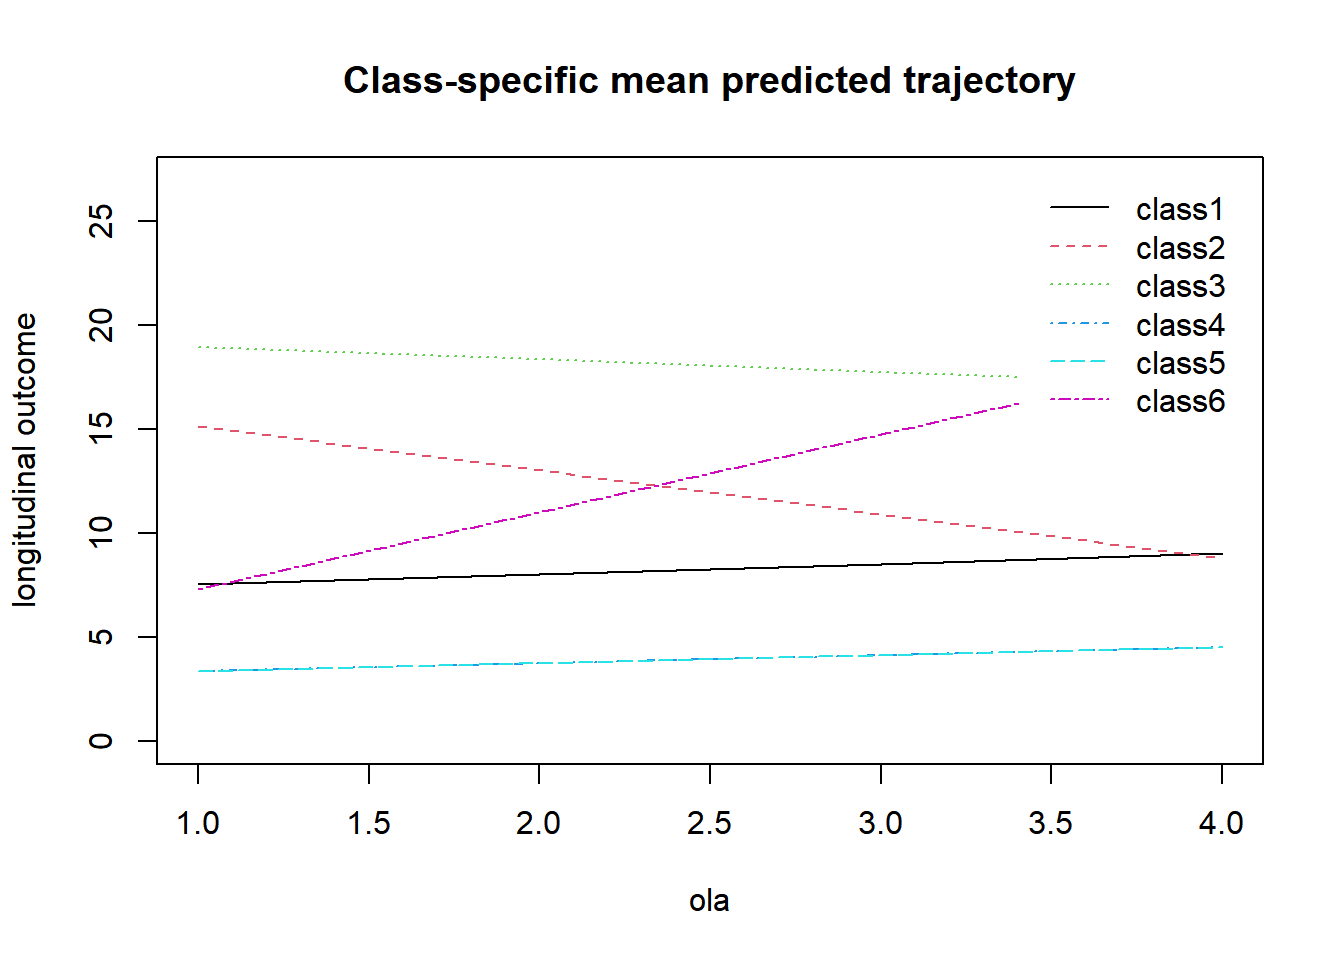 Class-specific mean predicted trajectory
longitudinal outcome
25
20
15
10
5
0
class1
class2
class3
class4
class5
class6
1.0 1.5 2.0 2.5 3.0 3.5 4.0
ola